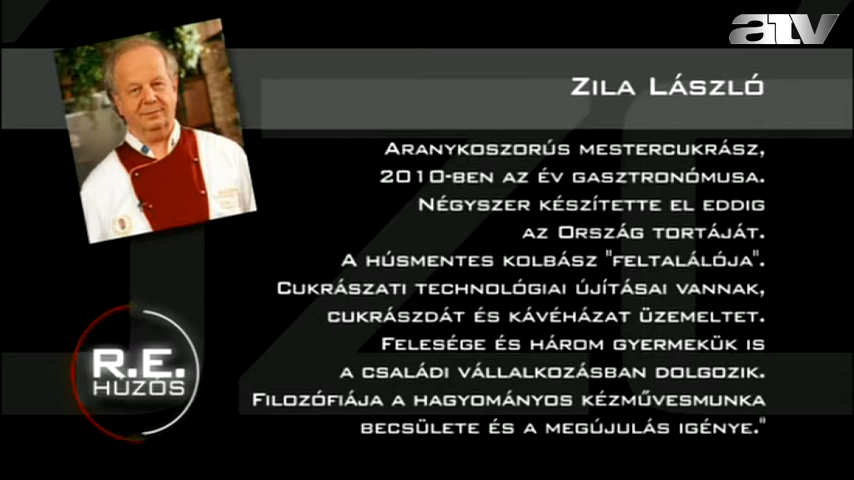 atv
ZILA LÁSZLÓ
ARANYKOSZORÚS MESTERCUKRÁSZ,
2010-BEN AZ ÉV GASZTRONÓMUSA.
NÉGYSZER KÉSZÍTETTE EL EDDIG
AZ ORSZÁG TORTÁJÁT.
A HÚSMENTES KOLBÁSZ "FELTALÁLÓJA".
CUKRÁSZATI TECHNOLÓGIAI ÚJÍTÁSAI VANNAK,
CUKRÁSZDÁT ÉS KÁVÉHÁZAT ÜZEMELTET.
FELESÉGE ÉS HÁROM GYERMEKÜK IS
A CSALÁDI VÁLLALKOZÁSBAN DOLGOZIK.
FILOZÓFIÁJA A HAGYOMÁNYOS KÉZMŰVESMUNKA
BECSÜLETE ÉS A MEGÚJULÁS IGÉNYE."
R.E.
HÚZÓS